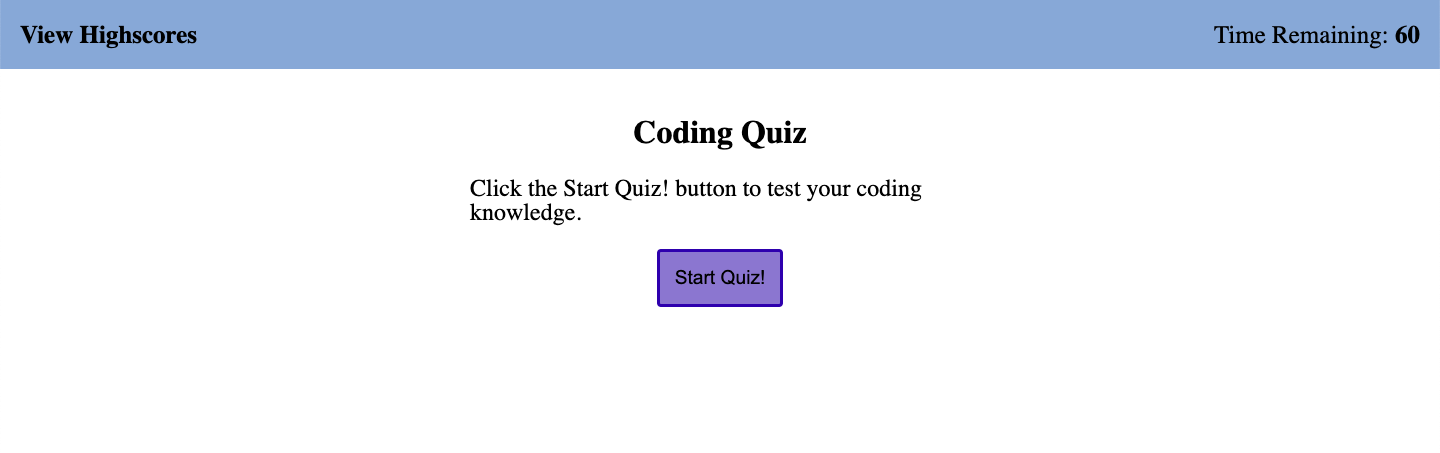 View Highscores
Time Remaining: 60
Coding Quiz
Click the Start Quiz! button to test your coding
knowledge.
Start Quiz!